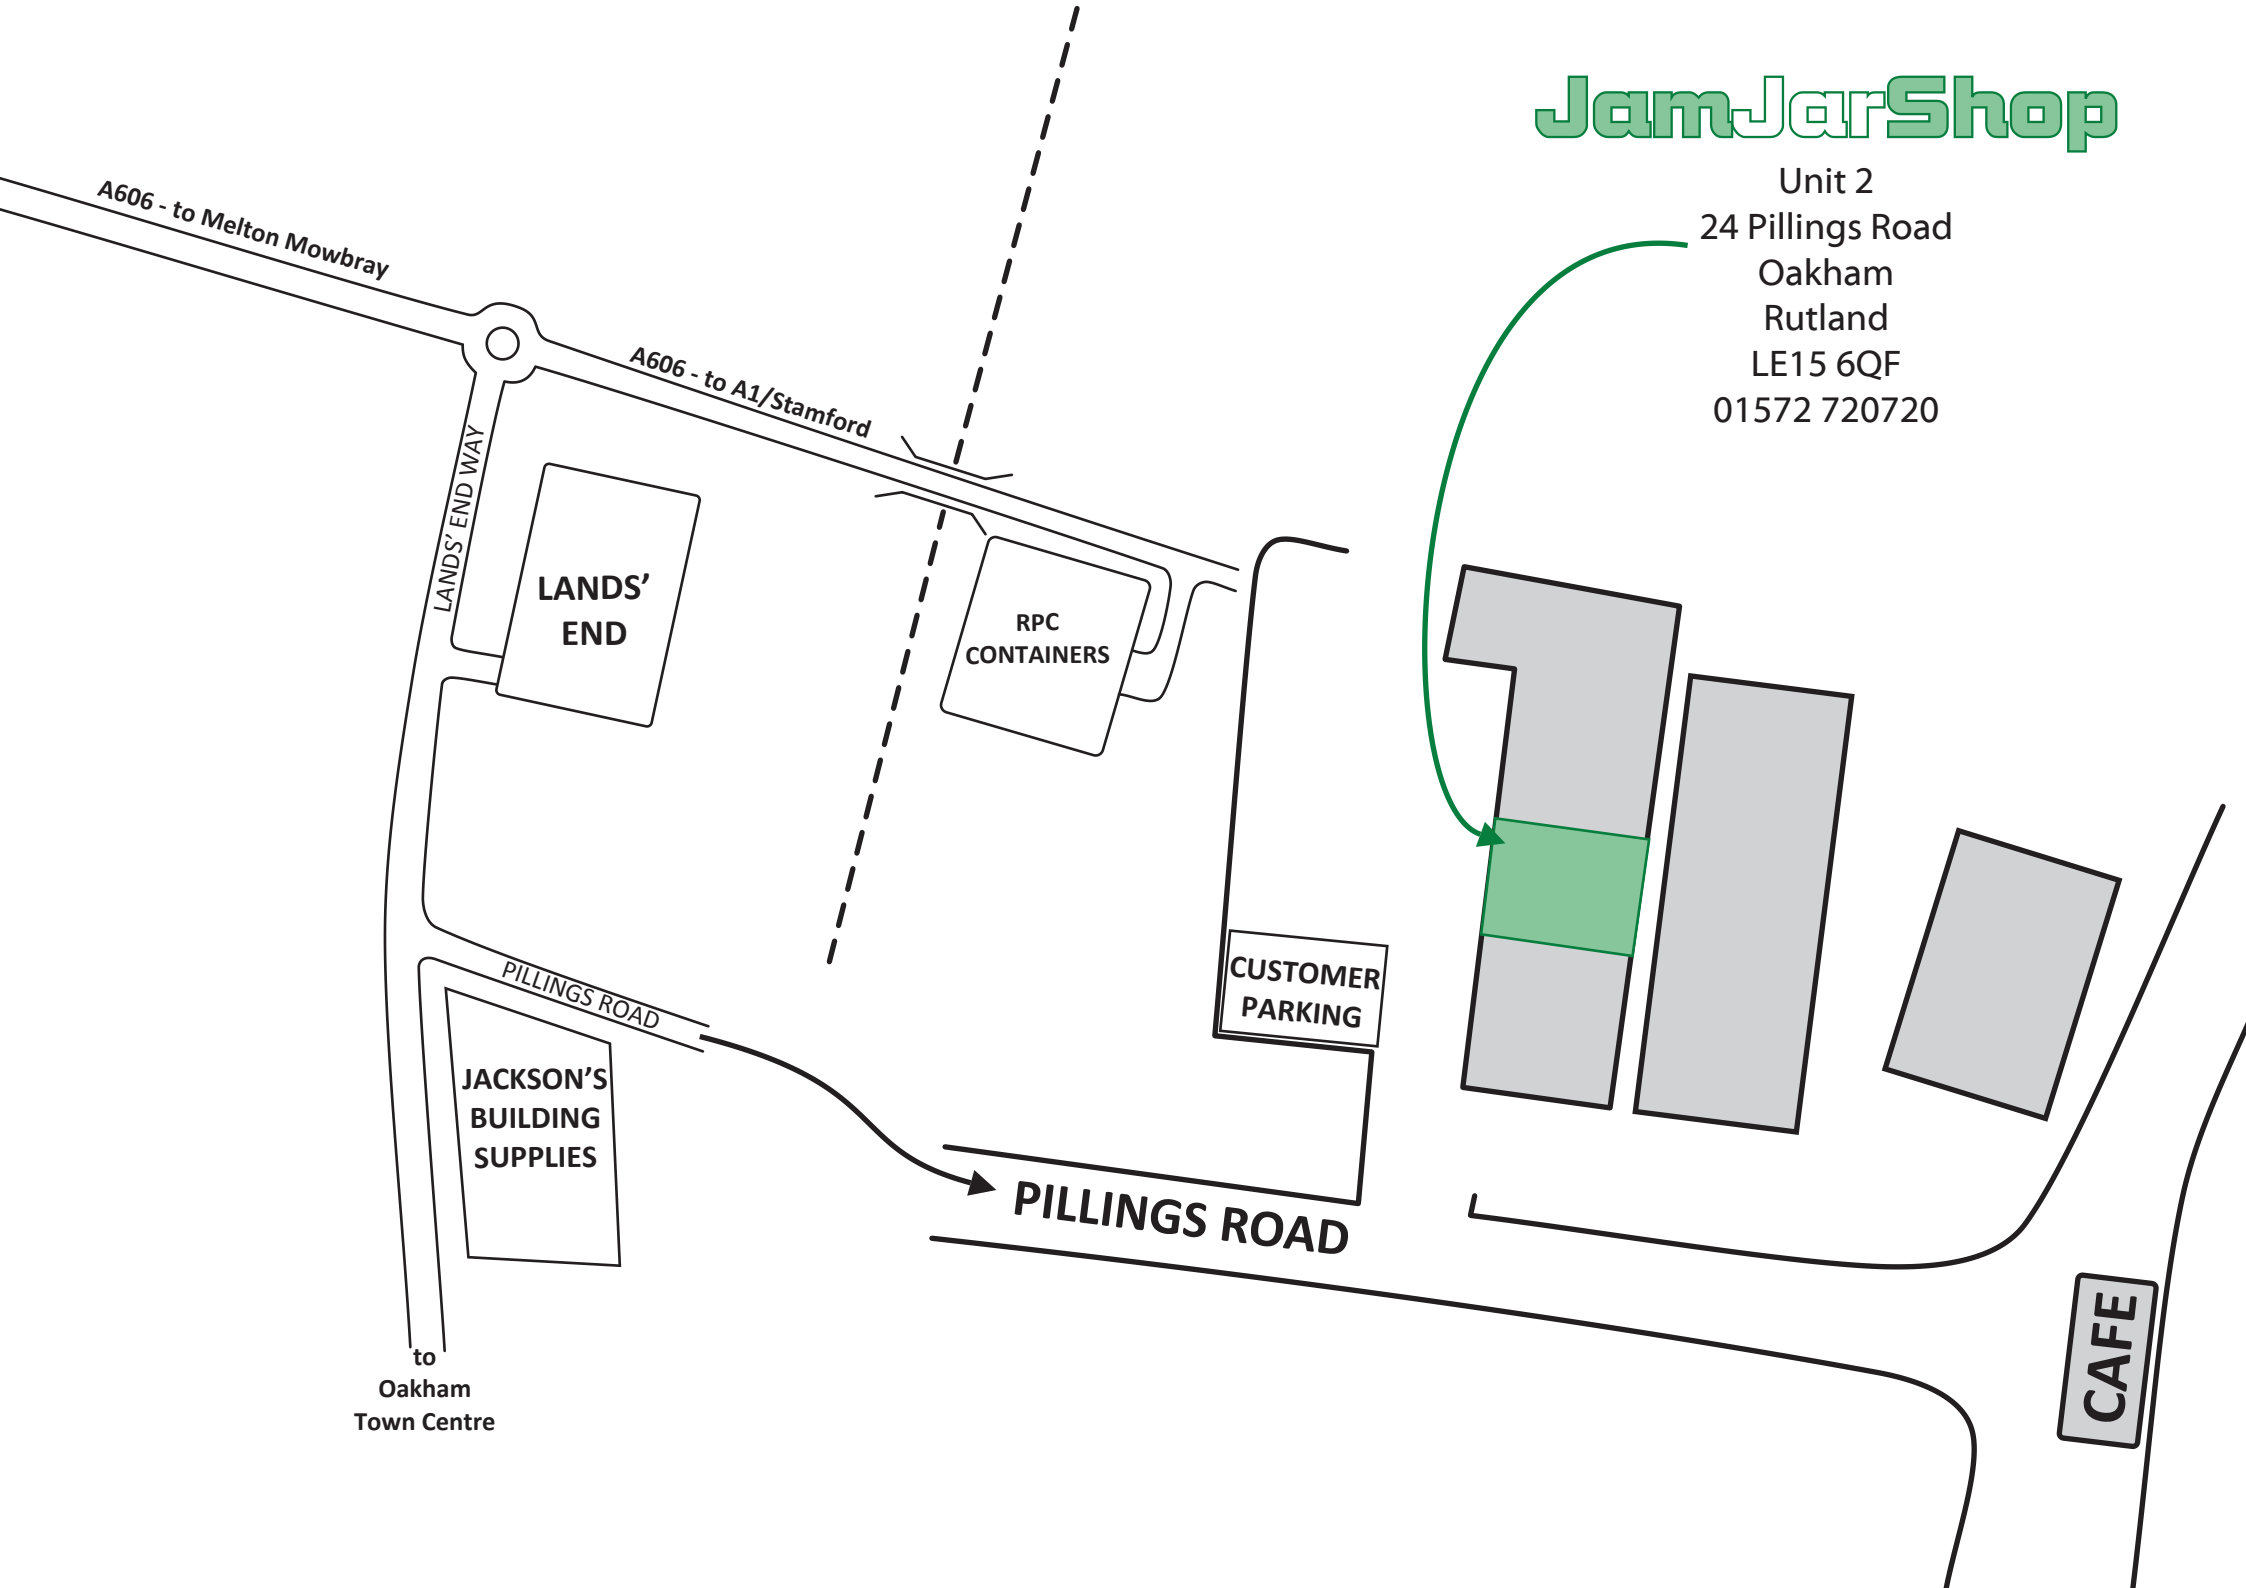 JamJarShop
Unit 2
24 Pillings Road
Oakham
Rutland
LE15 6QF
01572 720720
A606 - to Melton Mowbray
A606 - to A1/Stamford
LANDS’ END WAY
LANDS’
END
RPC
CONTAINERS
CUSTOMER
PARKING
PILLINGS ROAD
JACKSON’S
BUILDING
SUPPLIES
PILLINGS ROAD
CAFE
to
Oakham
Town Centre